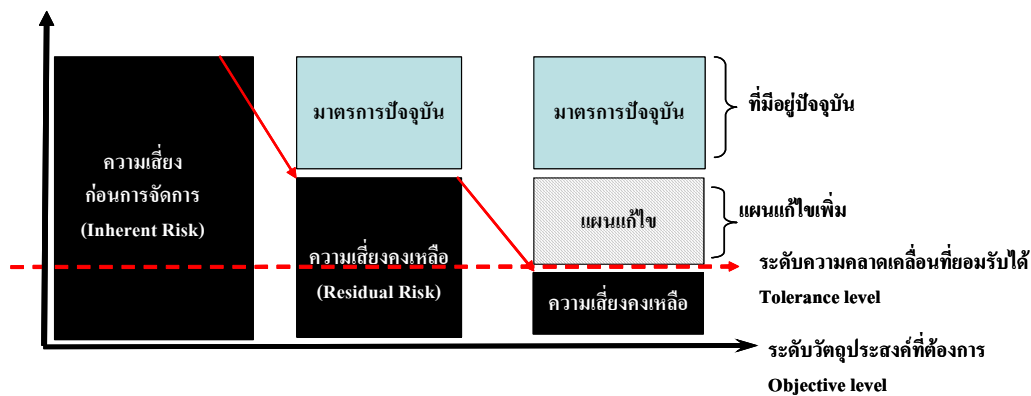 ความเสี่ยง
ก่อนการจัดการ
(Inherent Risk)
มาตรการปัจจุบัน
ความเสี่ยงคงเหลือ
(Residual Risk)
มาตรการปัจจุบัน
แผนแก้ไข
ความเสี่ยงคงเหลือ
ที่มีอยู่ปัจจุบัน
แผนแก้ไขเพิ่ม
ระดับความคลาดเคลื่อนที่ยอมรับได้
Tolerance level
ระดับวัตถุประสงค์ที่ต้องการ
Objective level